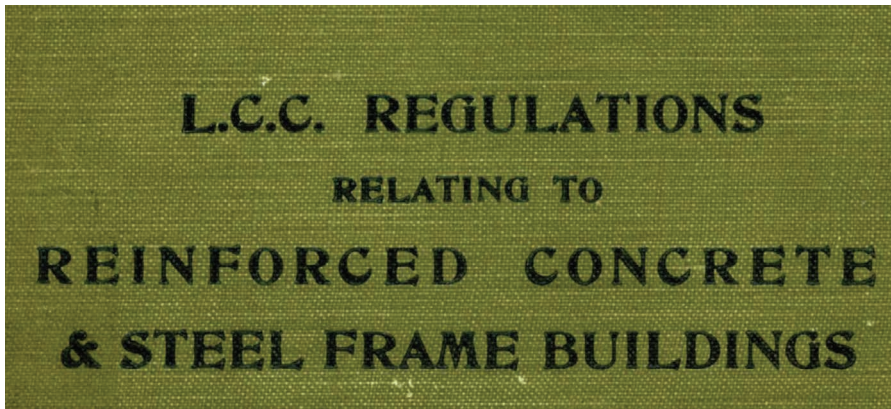 L.C.C. REGULATIONS
RELATING TO
REINFORCED CONCRETE
& STEEL FRAME BUILDINGS